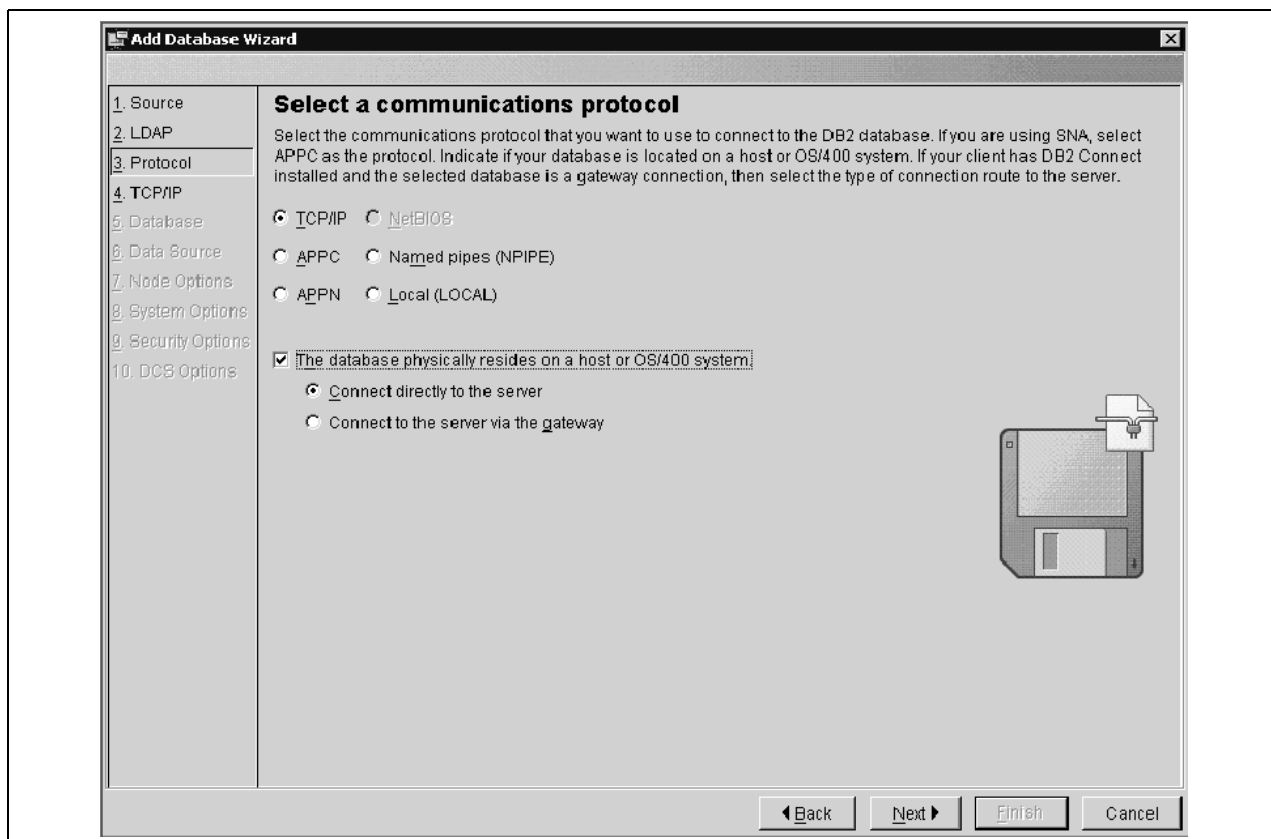 Add Database Wizard
1. Source
2. LDAP
3. Protocol
4. TCP/IP
5. Database
6. Data Source
7. Node Options
8. System Options
9. Security Options
10. DCS Options
Select a communications protocol
Select the communications protocol that you want to use to connect to the DB2 database. If you are using SNA, select
APPC as the protocol. Indicate if your database is located on a host or OS/400 system. If your client has DB2 Connect
installed and the selected database is a gateway connection, then select the type of connection route to the server.
TCP/IP NetBIOS
APPC Named pipes (NPIPE)
APPN Local (LOCAL)
The database physically resides on a host or OS/400 system.
Connect directly to the server
Connect to the server via the gateway
Back Next Finish Cancel